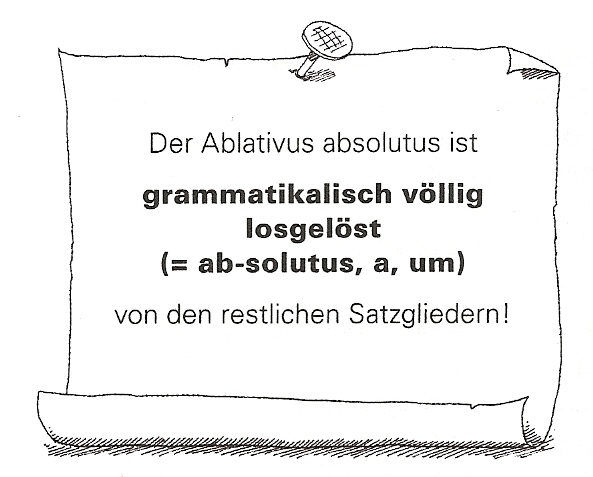 Der Ablativus absolutus ist
grammatikalisch völlig
losgelöst
(= ab-solutus, a, um)
von den restlichen Satzgliedern!